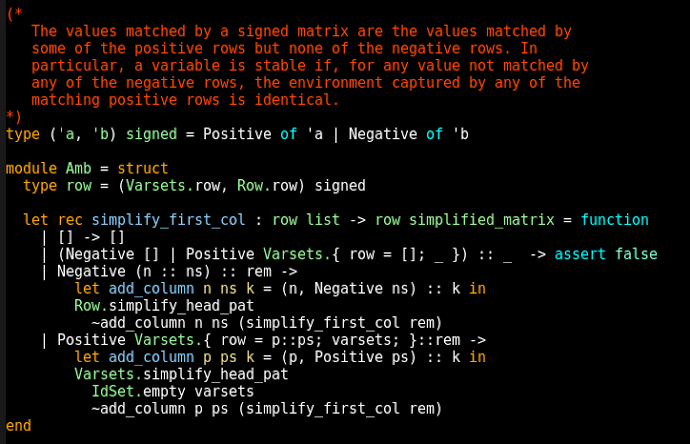 (*
   The values matched by a signed matrix are the values matched by
   some of the positive rows but none of the negative rows. In
   particular, a variable is stable if, for any value not matched by
   any of the negative rows, the environment captured by any of the
   matching positive rows is identical.
*)
type ('a, 'b) signed = Positive of 'a | Negative of 'b

module Amb = struct
  type row = (Varsets.row, Row.row) signed

  let rec simplify_first_col : row list -> row simplified_matrix = function
    | [] -> []
    | (Negative [] | Positive Varsets.{ row = []; _ }) :: _  -> assert false
    | Negative (n :: ns) :: rem ->
        let add_column n ns k = (n, Negative ns) :: k in
        Row.simplify_head_pat
          ~add_column n ns (simplify_first_col rem)
    | Positive Varsets.{ row = p::ps; varsets; }::rem ->
        let add_column p ps k = (p, Positive ps) :: k in
        Varsets.simplify_head_pat
          IdSet.empty varsets
          ~add_column p ps (simplify_first_col rem)
end